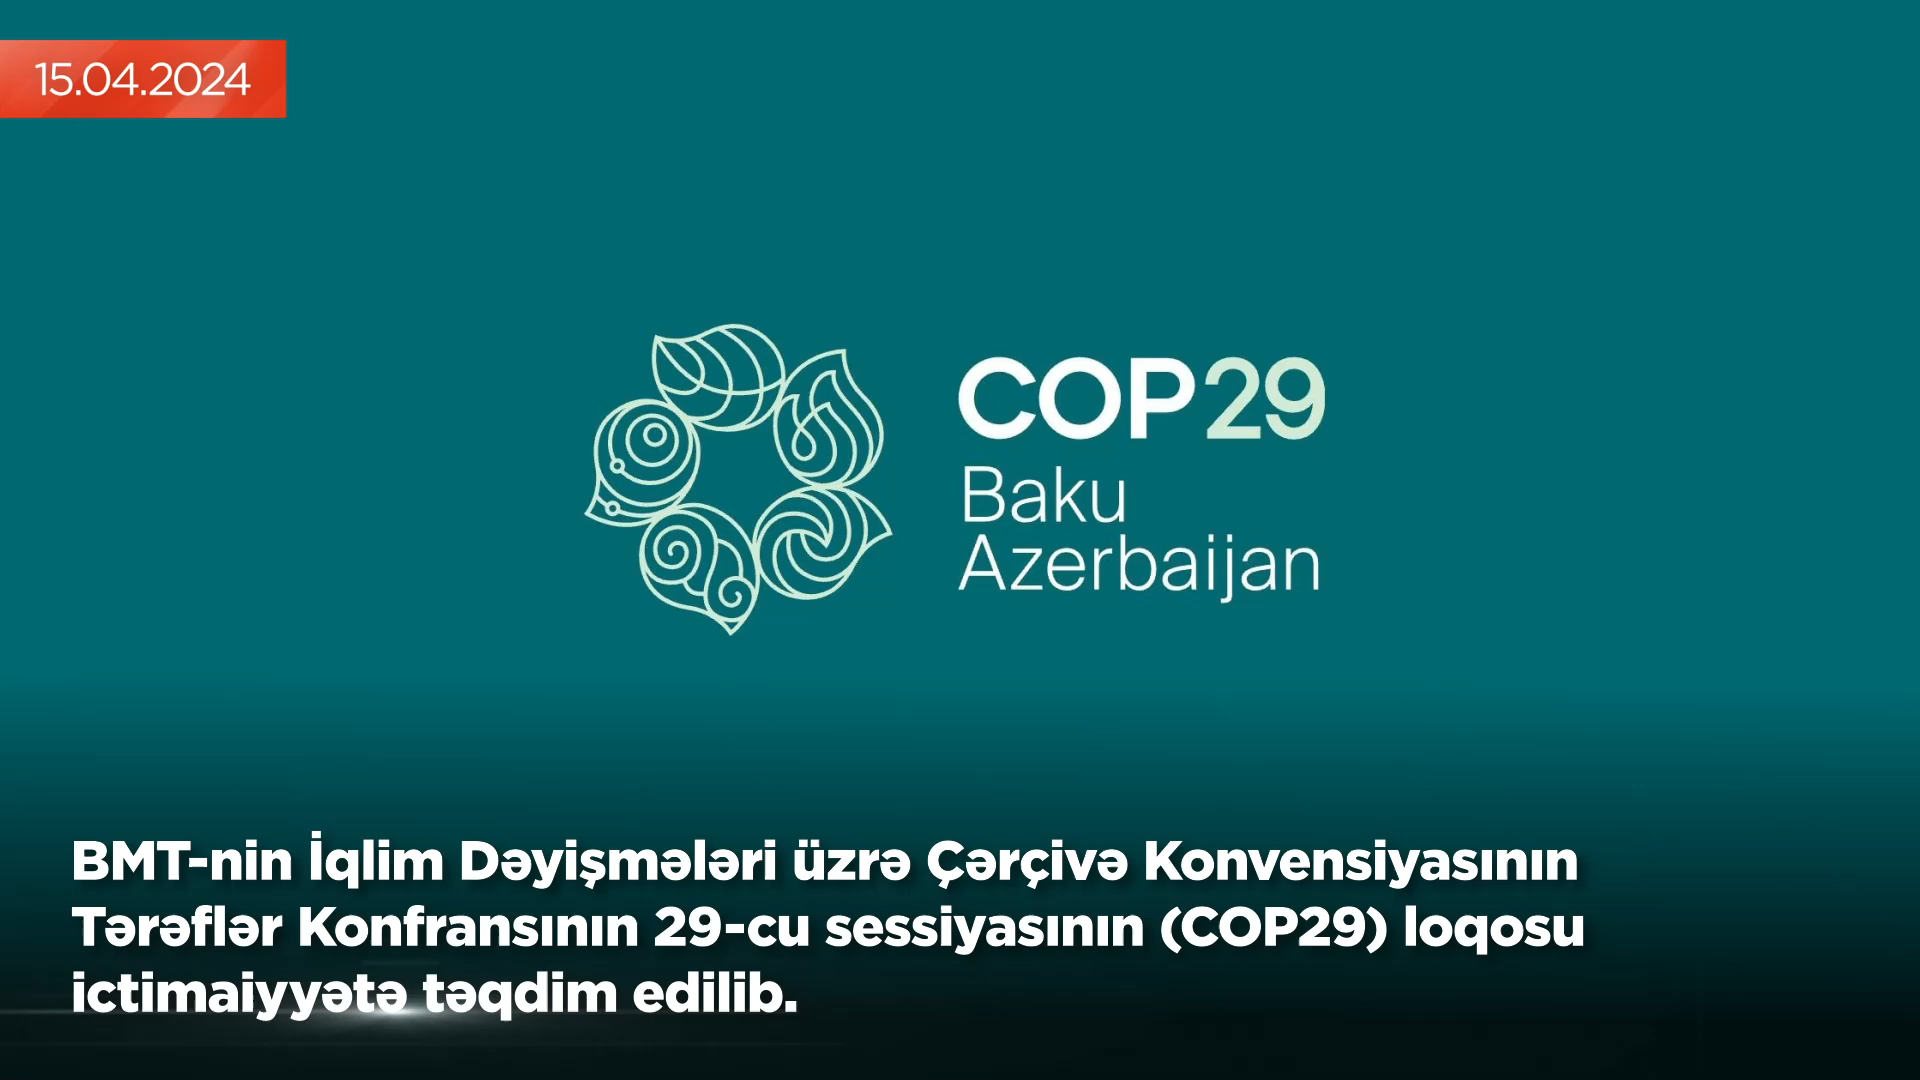 15.04.2024
COP29
Baku
Azerbaijan
BMT-nin İqlim Dəyişmələri üzrə Çərçivə Konvensiyasının
Tərəflər Konfransının 29-cu sessiyasının (COP29) loqosu
ictimaiyyətə təqdim edilib.